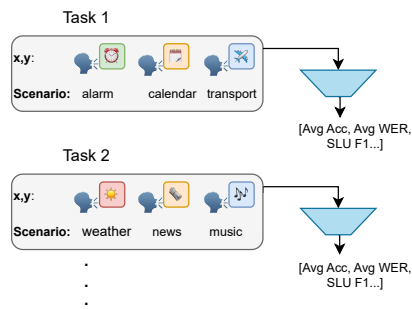 Task 1
x,y:
Scenario: alarm calendar transport
[Avg Acc, Avg WER,
SLU F1...]
Task 2
x,y:
Scenario: weather news music
[Avg Acc, Avg WER,
SLU F1...]
.
.
.